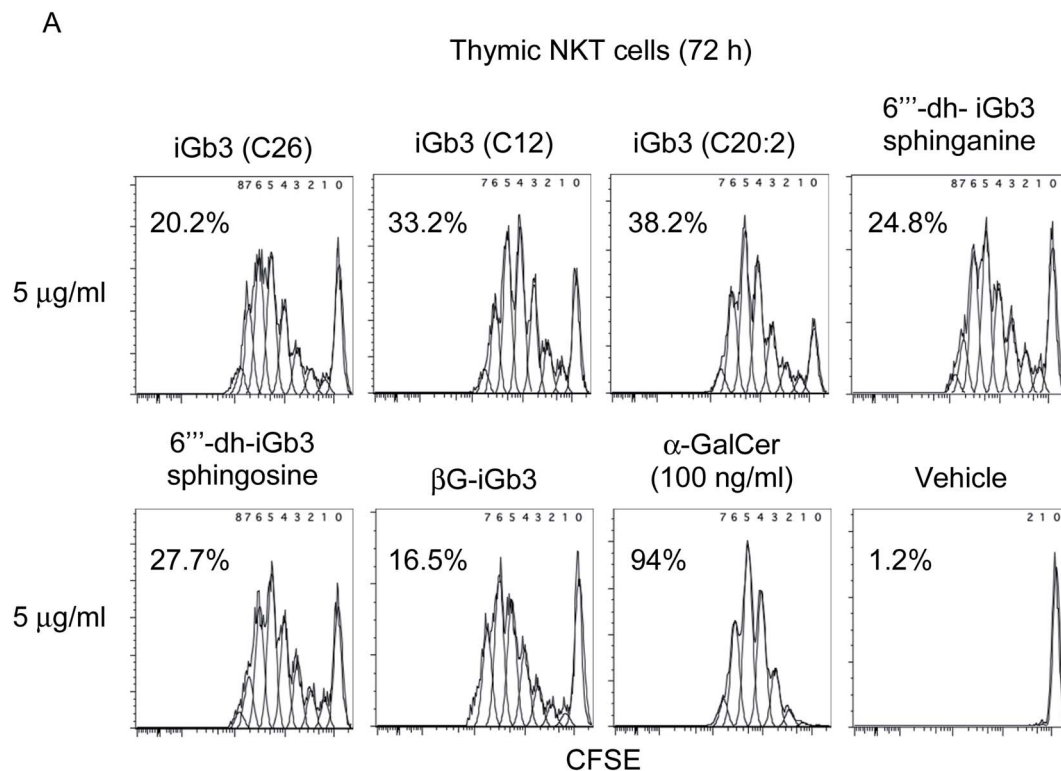 A
Thymic NKT cells (72 h)
iGb3 (C26)
iGb3 (C12)
iGb3 (C20:2)
6'''-dh- iGb3
sphinganine
5 μg/ml
8 7 6 5 4 3 2 1 0
20.2%
7 6 5 4 3 2 1 0
33.2%
7 6 5 4 3 2 1 0
38.2%
8 7 6 5 4 3 2 1 0
24.8%
6'''-dh-iGb3
sphingosine
βG-iGb3
α-GalCer
(100 ng/ml)
Vehicle
5 μg/ml
8 7 6 5 4 3 2 1 0
27.7%
7 6 5 4 3 2 1 0
16.5%
7 6 5 4 3 2 1 0
94%
2 1 0
1.2%
CFSE